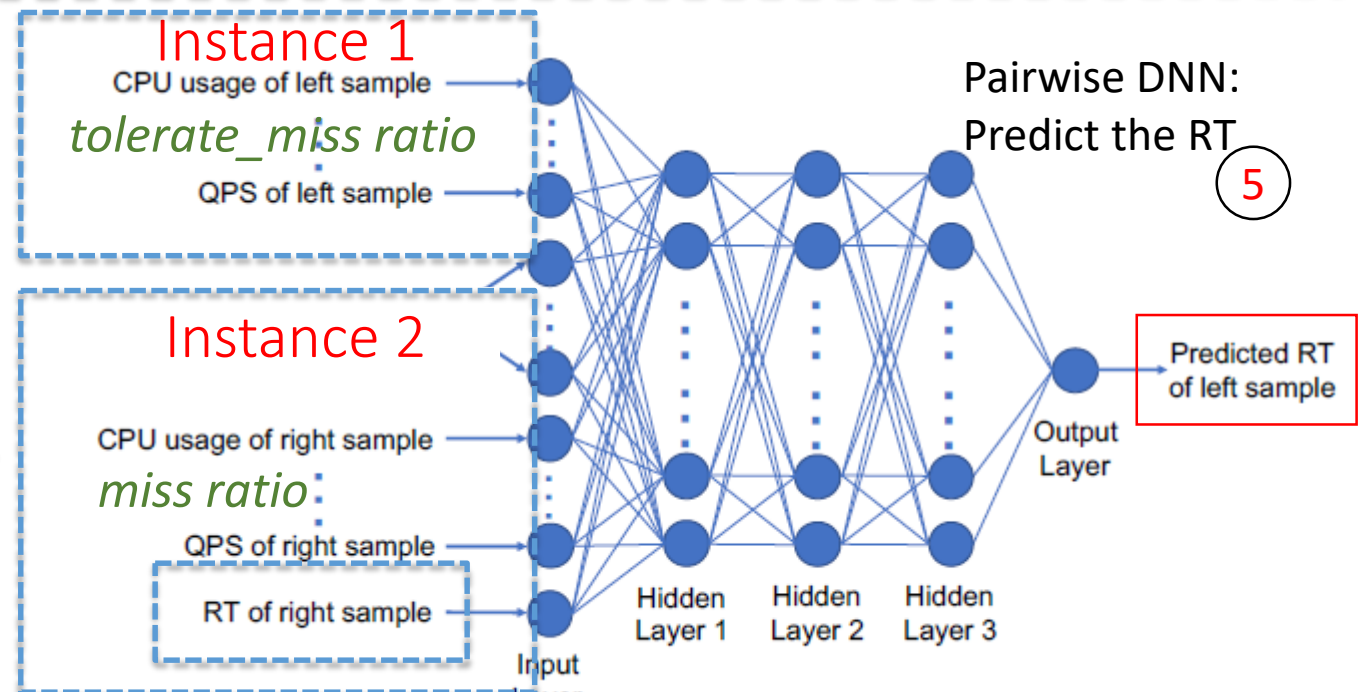 Instance 1
CPU usage of left sample
tolerate_miss ratio
QPS of left sample
Instance 2
CPU usage of right sample
miss ratio
QPS of right sample
RT of right sample
Input
Hidden
Layer 1
Hidden
Layer 2
Hidden
Layer 3
Output
Layer
Pairwise DNN:
Predict the RT
5
Predicted RT
of left sample